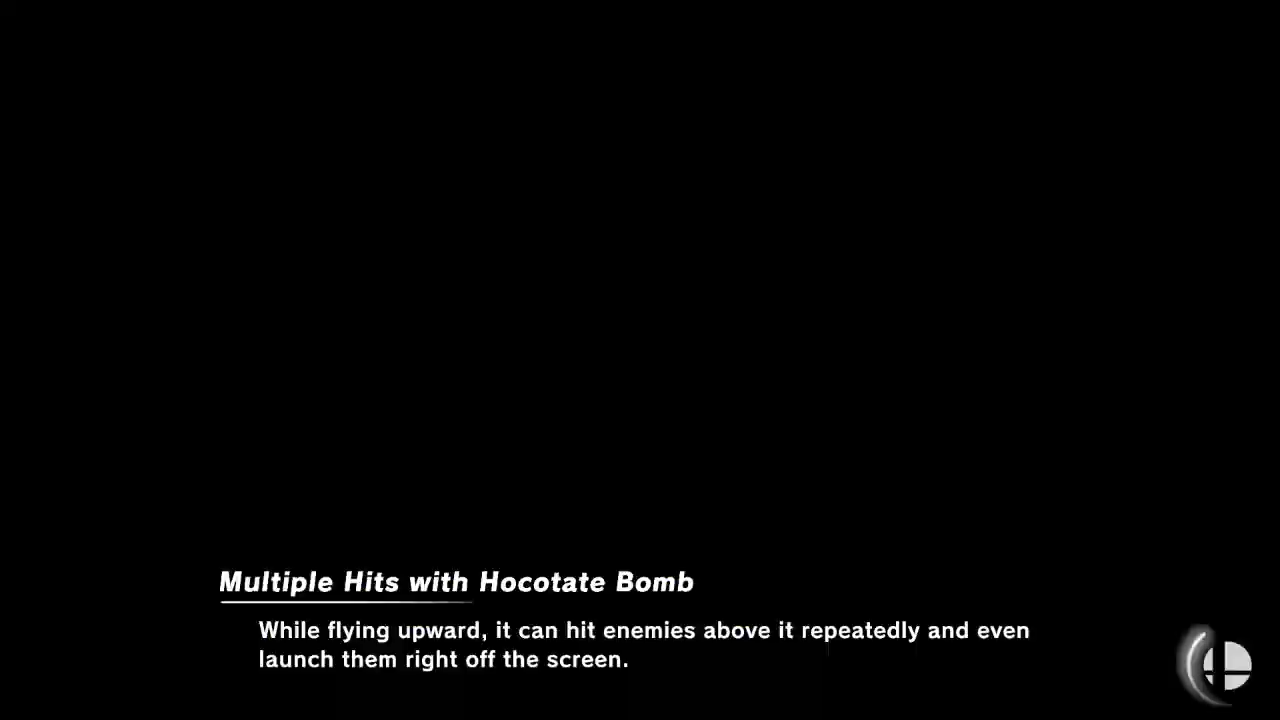 Multiple Hits with Hocotate Bomb
While flying upward, it can hit enemies above it repeatedly and even
launch them right off the screen.